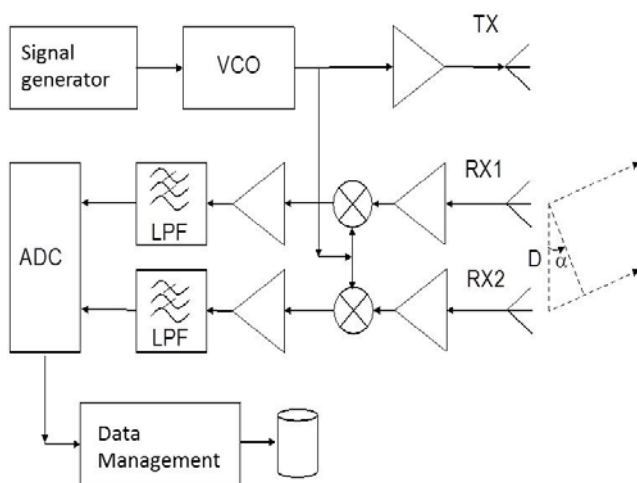 TX
Signal
generator
VCO
RX1
LPF
ADC
D
α
RX2
LPF
Data
Management